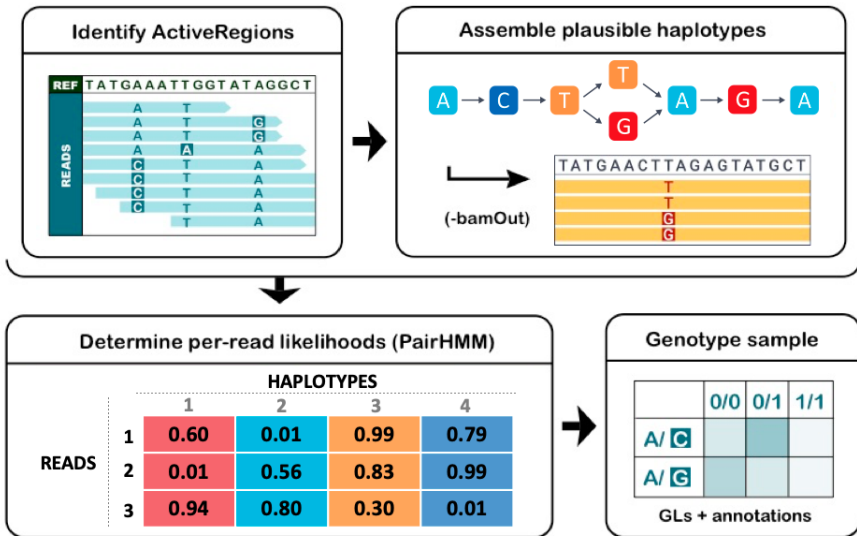 Identify ActiveRegions
REF TATGAAATTGGTATAGGCT
READS
A T
A T G
A T G
A A A
C T A
C T A
C T A
C T A
T A
Assemble plausible haplotypes
A C T T G A G A
(-bamOut)
TATGAACTTAGAGTATGCT
T
T
G
G
Determine per-read likelihoods (PairHMM)
HAPLOTYPES
1 2 3 4
READS
1 0.60 0.01 0.99 0.79
2 0.01 0.56 0.83 0.99
3 0.94 0.80 0.30 0.01
Genotype sample
0/0 0/1 1/1
A/ C
A/ G
GLs + annotations